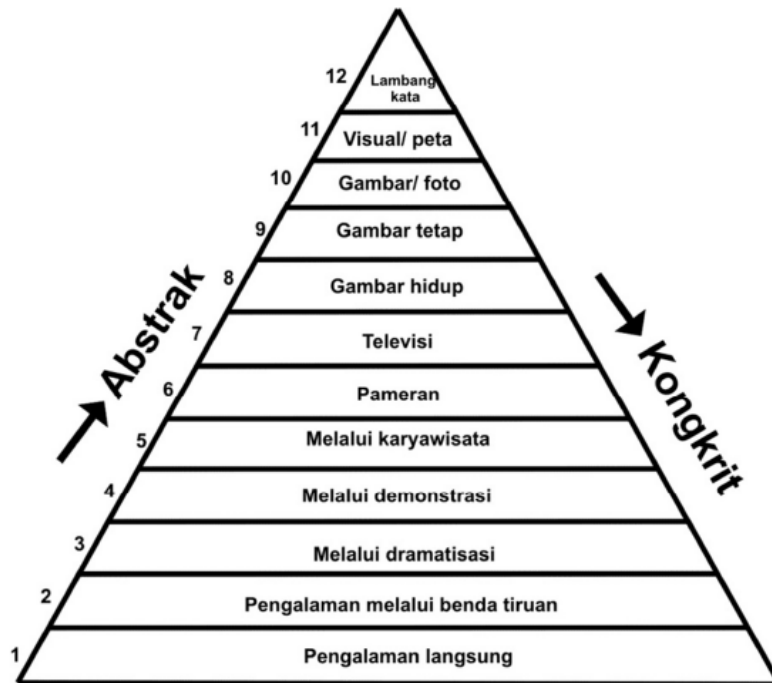 12
Lambang
kata
11
Visual/ peta
10
Gambar/ foto
9
Gambar tetap
8
Gambar hidup
7
Televisi
6
Pameran
5
Melalui karyawisata
4
Melalui demonstrasi
3
Melalui dramatisasi
2
Pengalaman melalui benda tiruan
1
Pengalaman langsung
Abstrak
Kongkrit